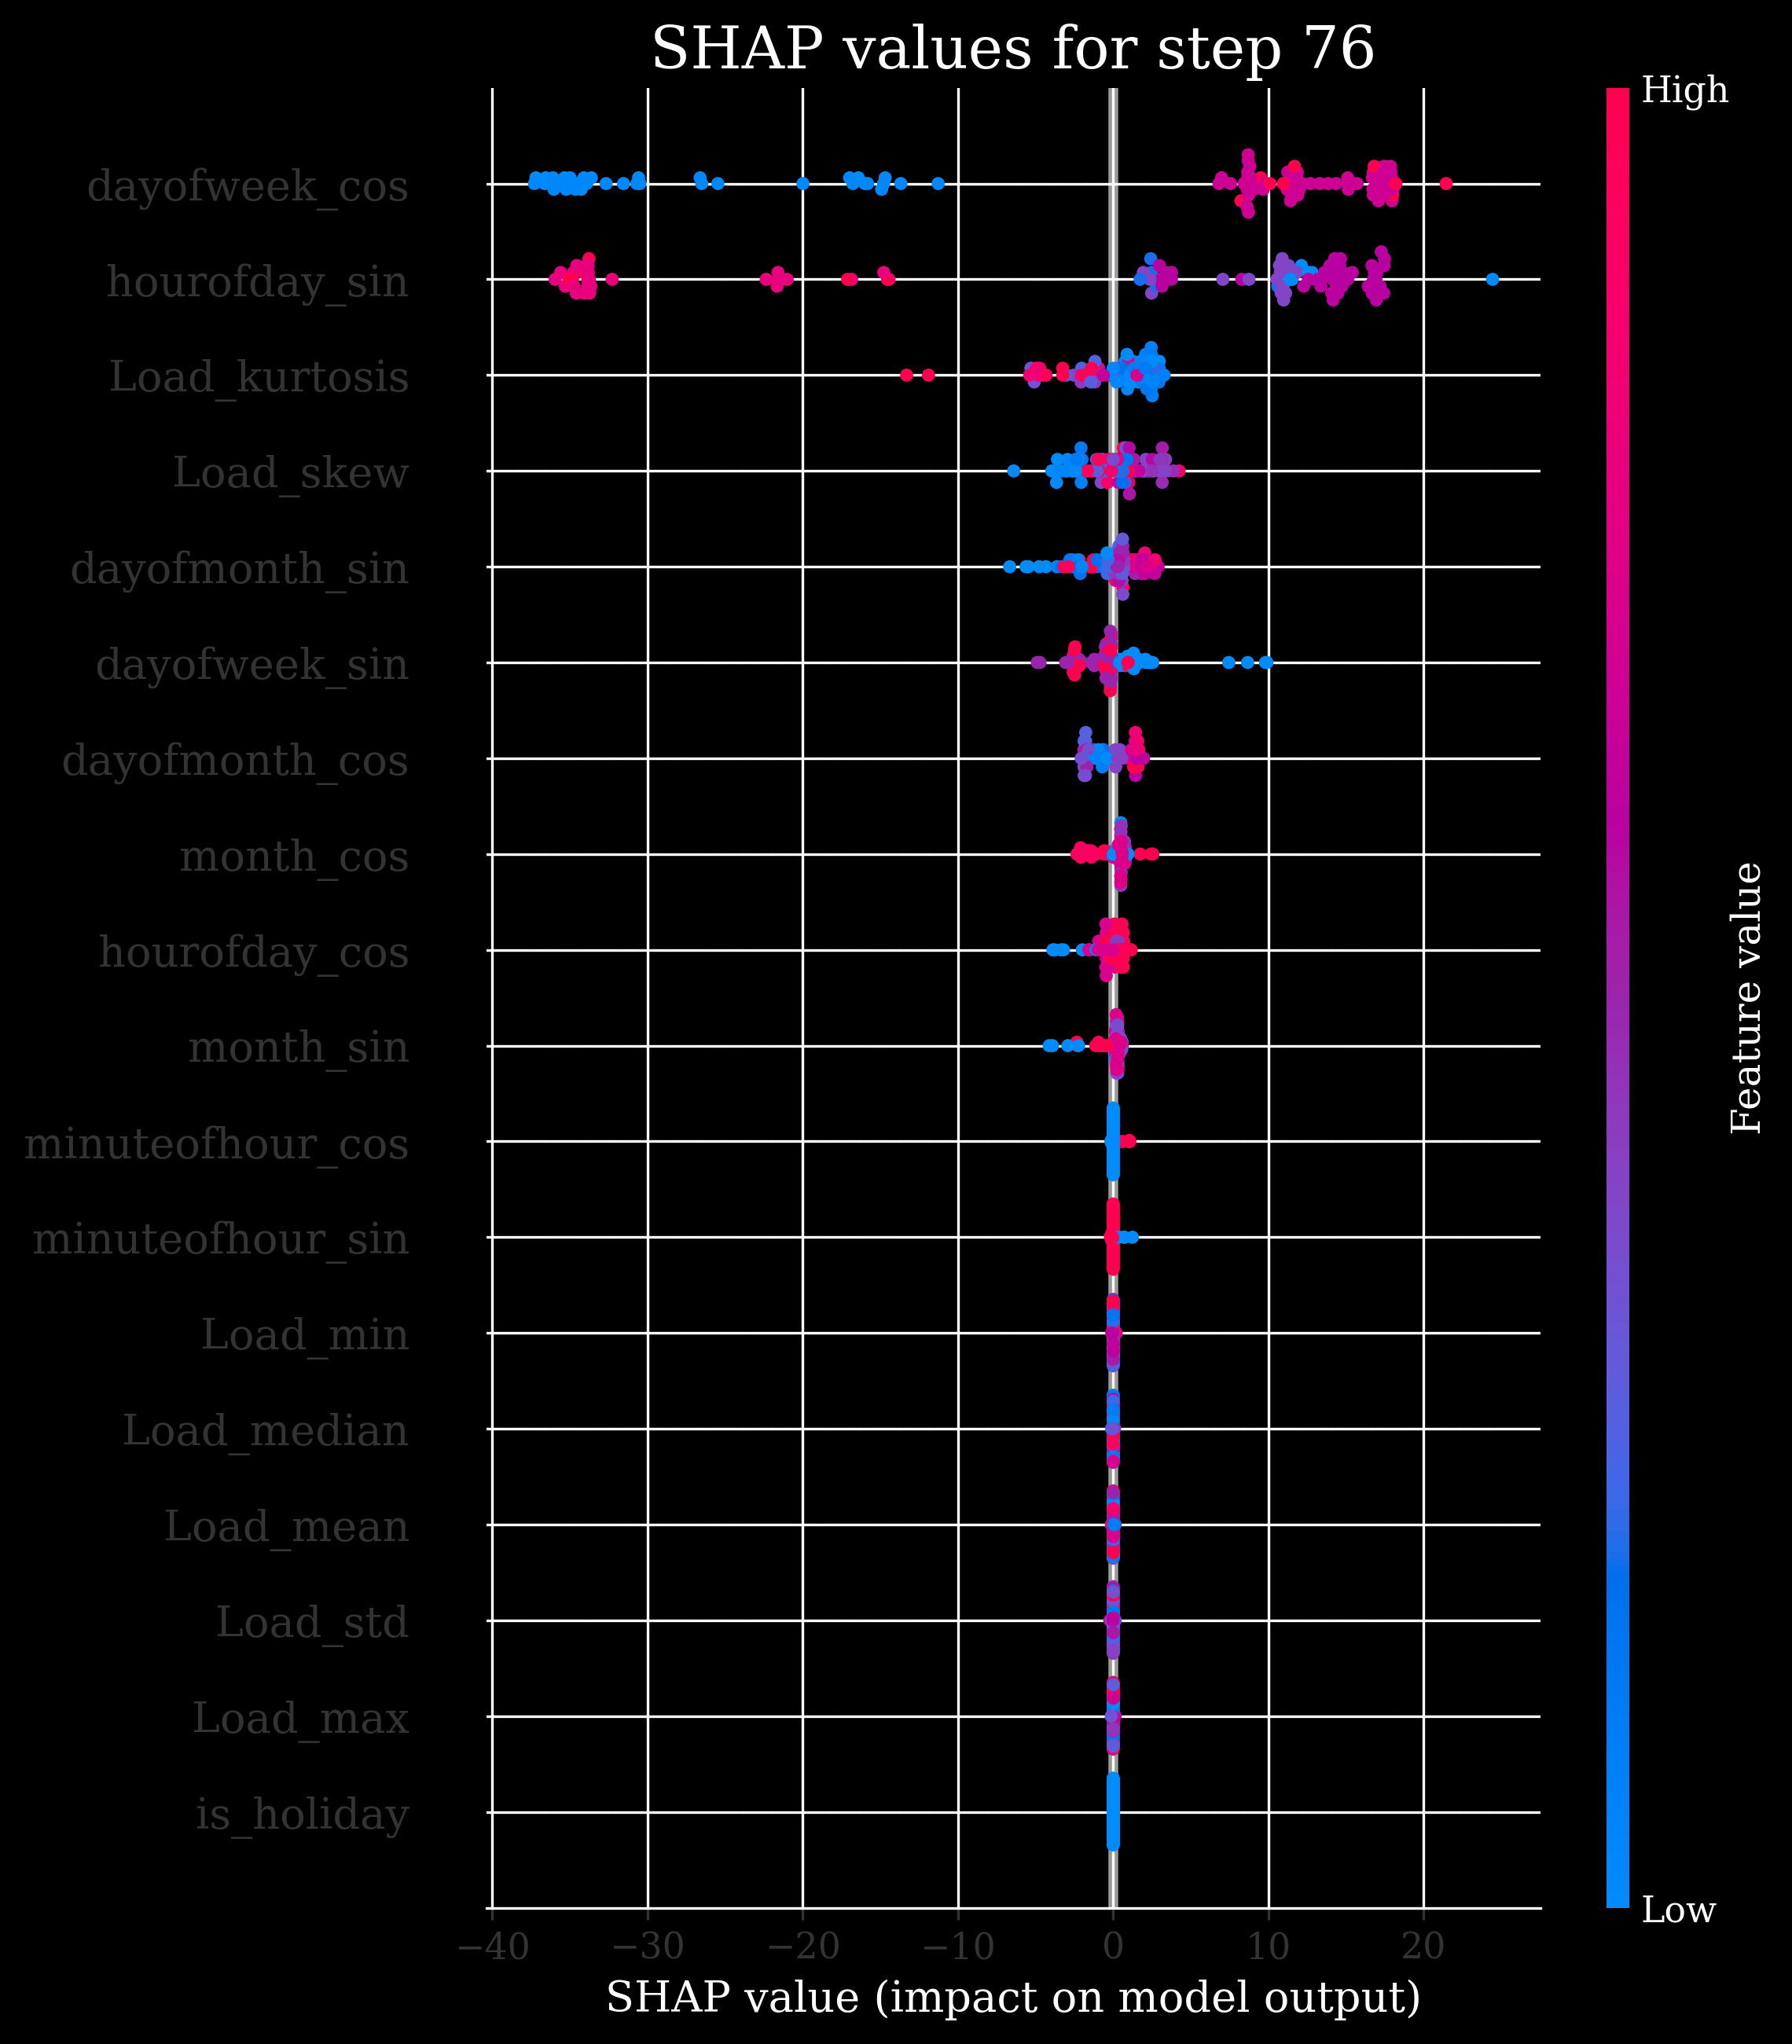 SHAP values for step 76
High
dayofweek_cos
hourofday_sin
Load_kurtosis
Load_skew
dayofmonth_sin
dayofweek_sin
dayofmonth_cos
month_cos
hourofday_cos
month_sin
minuteofhour_cos
minuteofhour_sin
Load_min
Load_median
Load_mean
Load_std
Load_max
is_holiday
Feature value
Low
−40 −30 −20 −10 0 10 20
SHAP value (impact on model output)